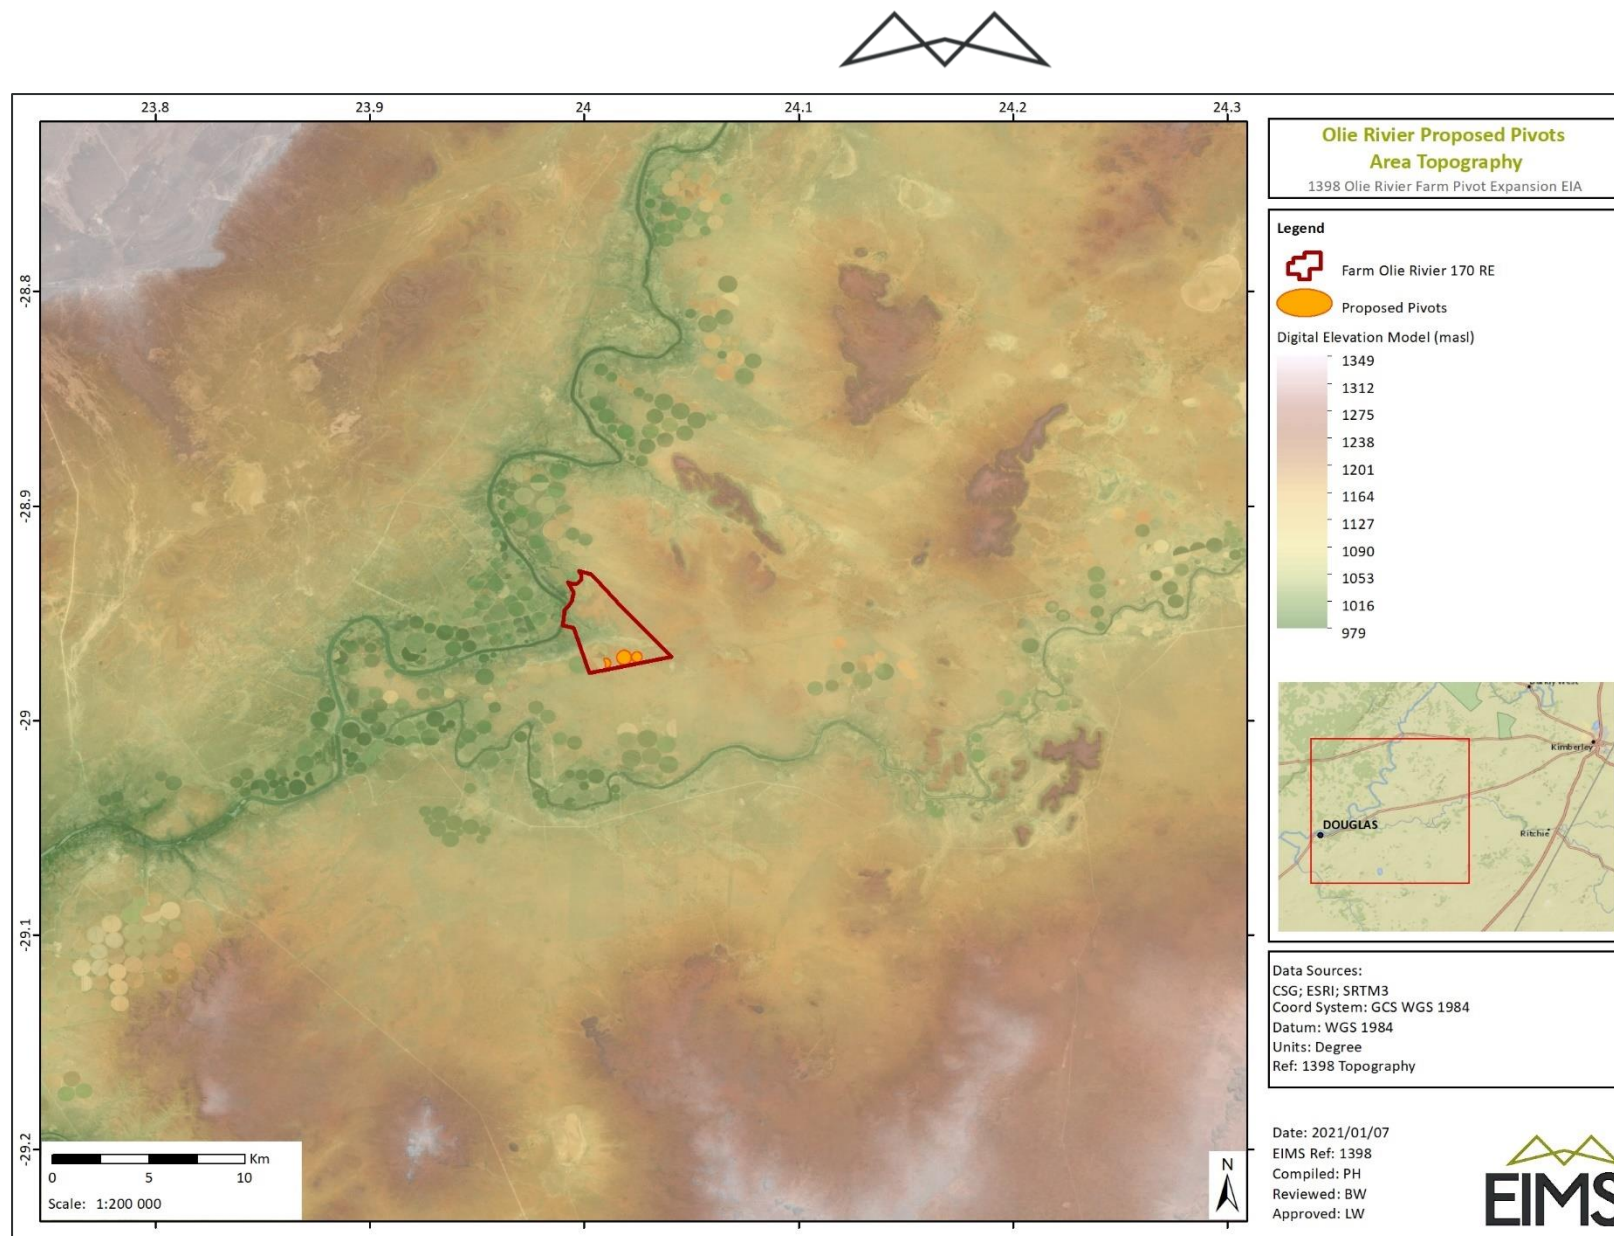 23.8 23.9 24 24.1 24.2 24.3
-28.8
-28.9
-29
-29.1
-29.2
0 5 10 Km
Scale: 1:200 000
N
Olie Rivier Proposed Pivots
Area Topography
1398 Olie Rivier Farm Pivot Expansion EIA
Legend
Farm Olie Rivier 170 RE
Proposed Pivots
Digital Elevation Model (masl)
1349
1312
1275
1238
1201
1164
1127
1090
1053
1016
979
Kimberley
DOUGLAS
Ritchie
Data Sources:
CSG; ESRI; SRTM3
Coord System: GCS WGS 1984
Datum: WGS 1984
Units: Degree
Ref: 1398 Topography
Date: 2021/01/07
EIMS Ref: 1398
Compiled: PH
Reviewed: BW
Approved: LW
EIMS